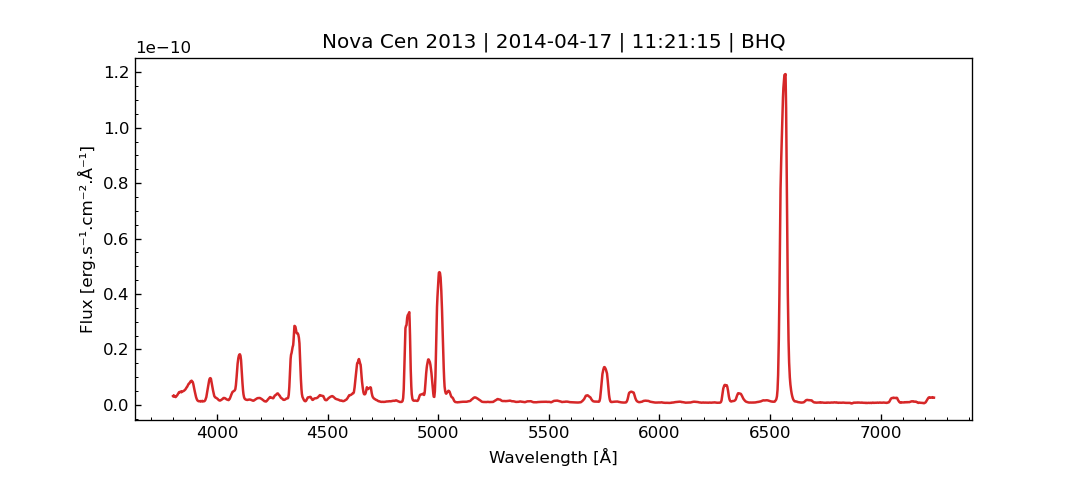 Nova Cen 2013 | 2014-04-17 | 11:21:15 | BHQ
1e−10
1.2
1.0
0.8
0.6
0.4
0.2
0.0
Flux [erg.s⁻¹.cm⁻².Å⁻¹]
4000 4500 5000 5500 6000 6500 7000
Wavelength [Å]